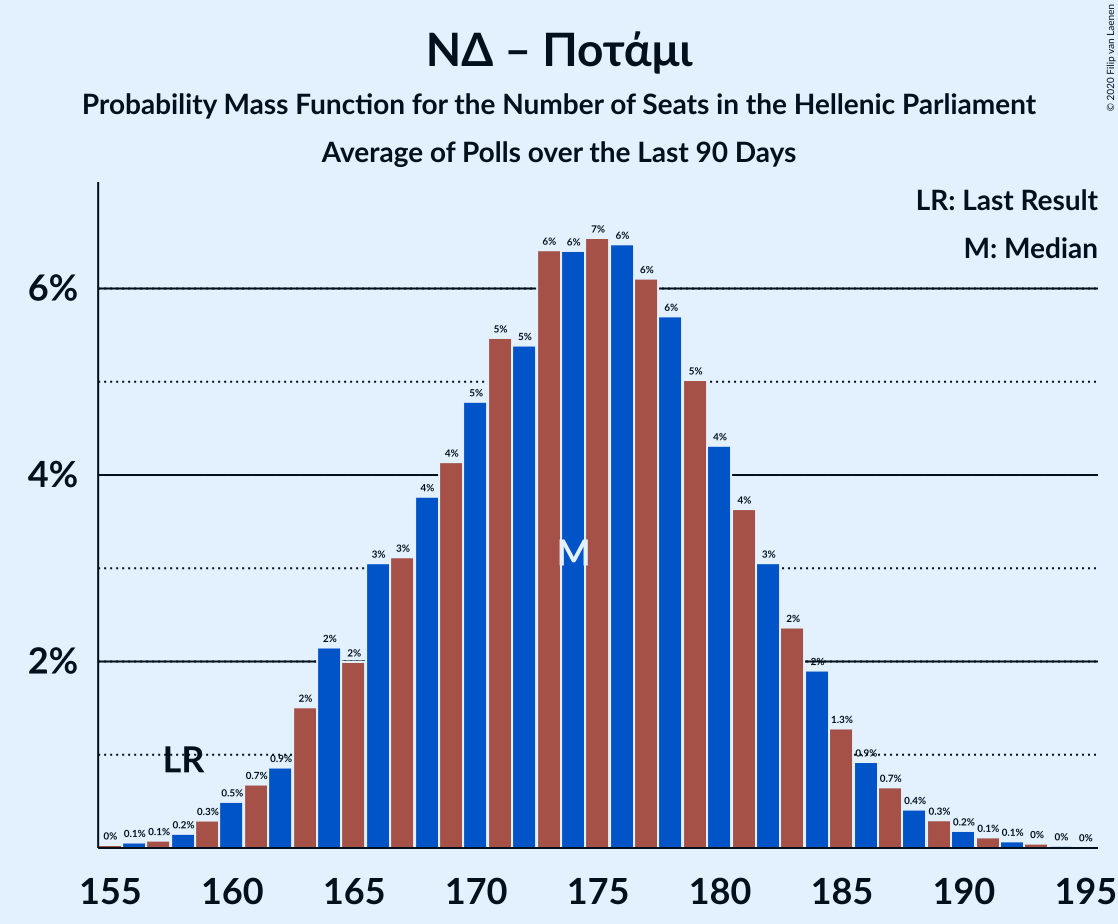 ΝΔ – Ποτάμι
Probability Mass Function for the Number of Seats in the Hellenic Parliament
Average of Polls over the Last 90 Days
© 2020 Filip van Laenen
LR: Last Result
M: Median
6%
4%
2%
0% 0.1% 0.1% 0.2% 0.3% 0.5% 0.7% 0.9% 2% 2% 2% 3% 3% 4% 4% 5% 5% 5% 6% 6% 7% 6% 6% 6% 5% 4% 4% 3% 2% 2% 1.3% 0.9% 0.7% 0.4% 0.3% 0.2% 0.1% 0.1% 0% 0% 0%
LR
M
155 160 165 170 175 180 185 190 195